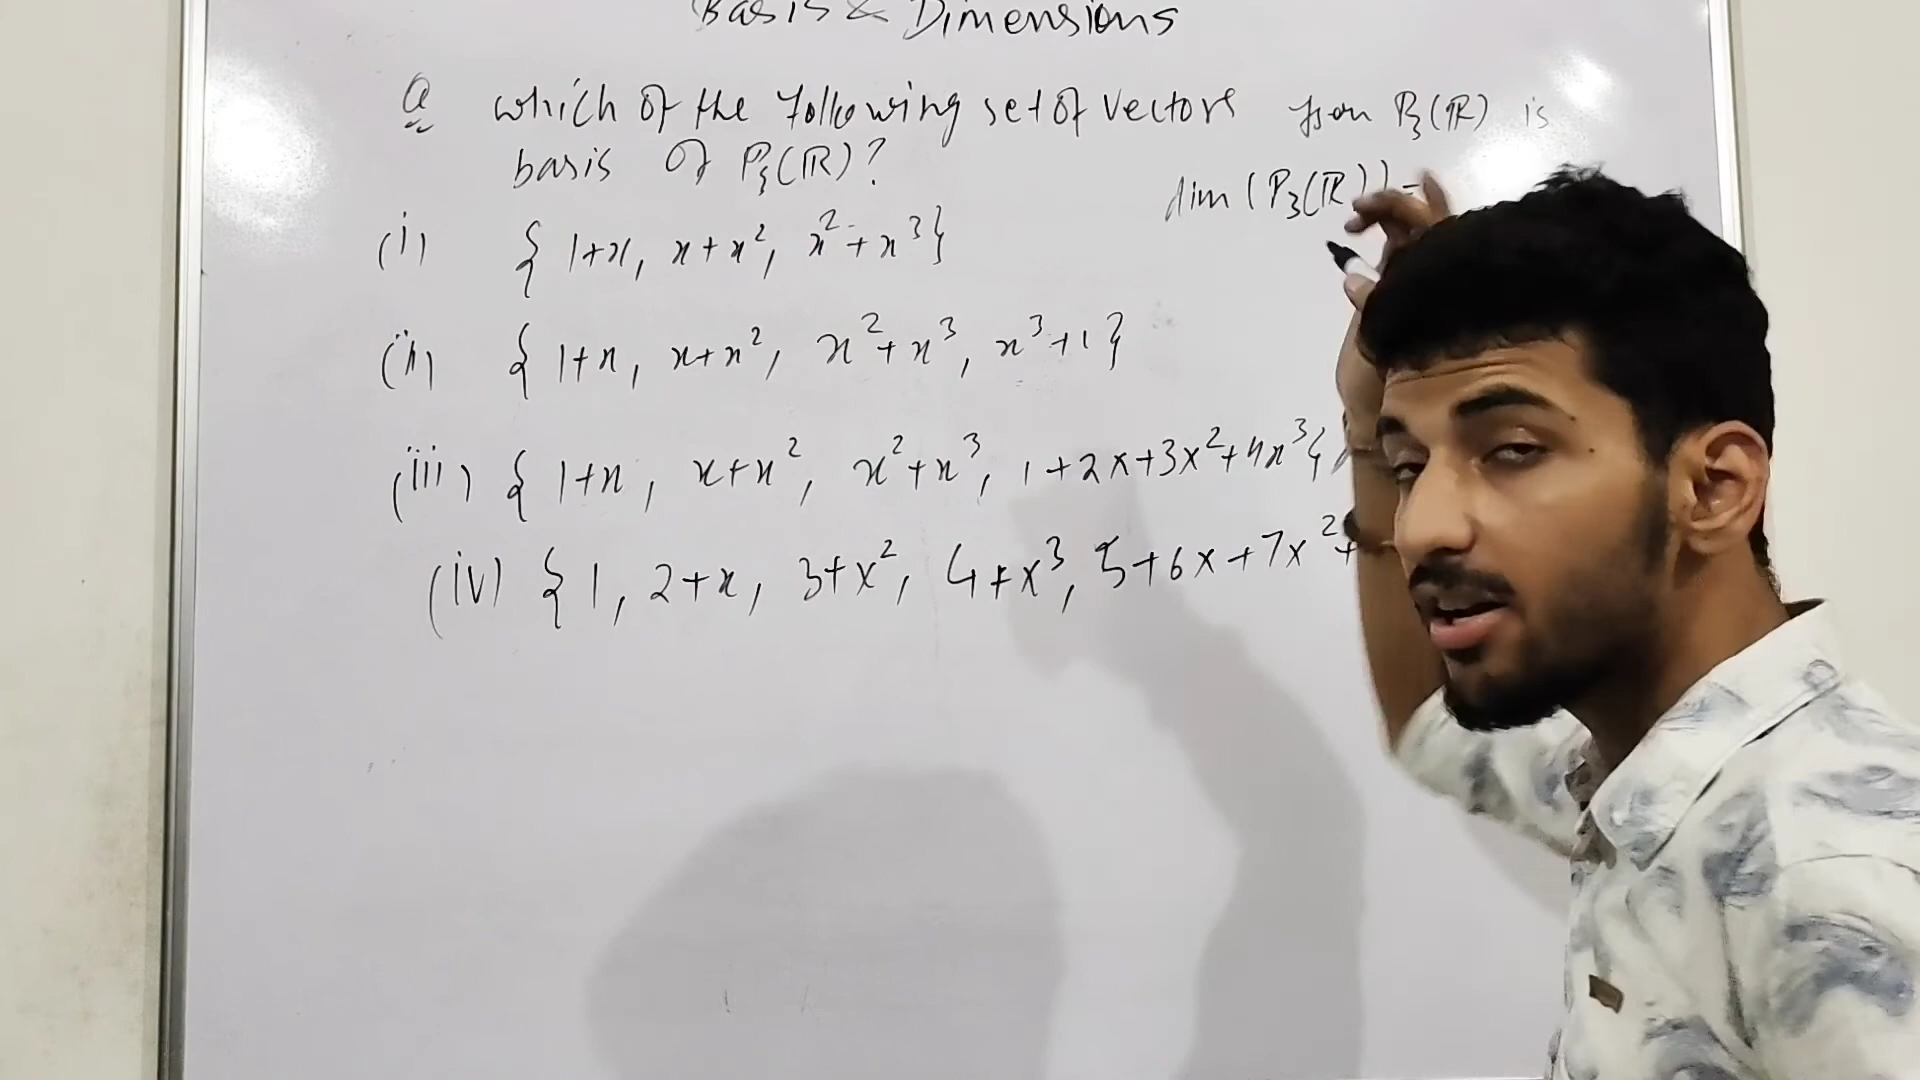 Basis & Dimensions
Q which of the following set of vectors from P₃(ℝ) is
basis of P₃(ℝ)?
dim (P₃(ℝ)) =
(i) { 1+x, x+x², x²+x³}
(ii) { 1+x, x+x², x²+x³, x³+1}
(iii) { 1+x, x+x², x²+x³, 1+2x+3x²+4x³}
(iv) { 1, 2+x, 3+x², 4+x³, 5+6x+7x²+